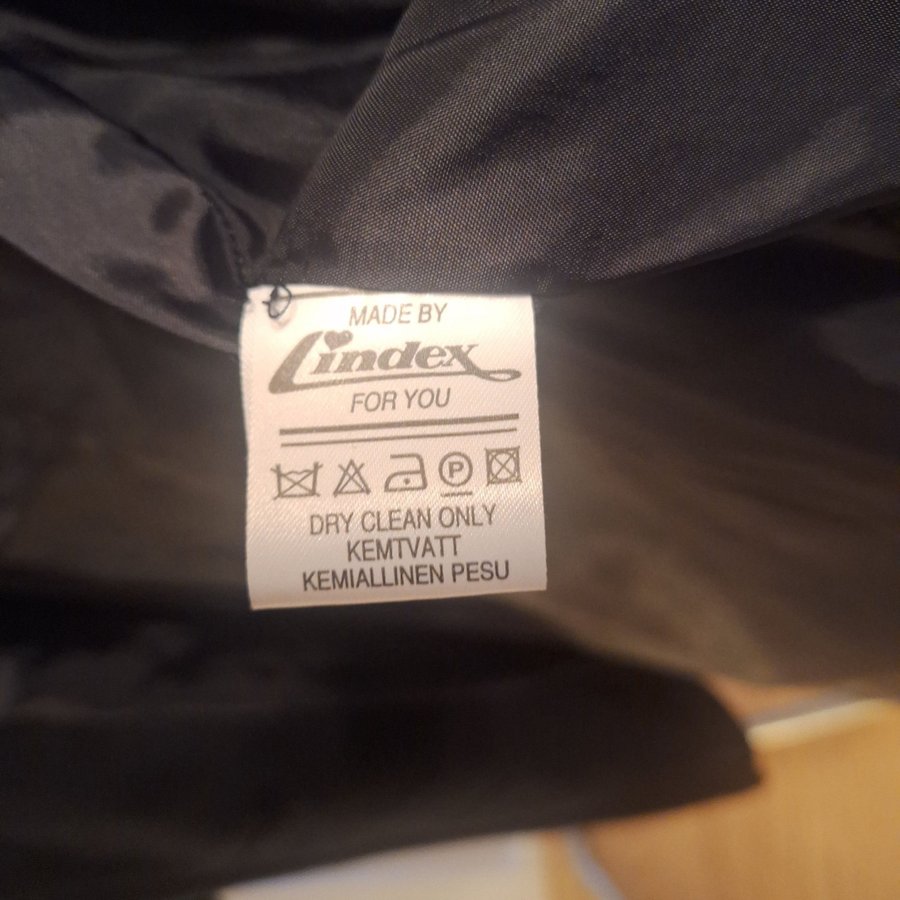 MADE BY
Lindex
FOR YOU
P
DRY CLEAN ONLY
KEMTVATT
KEMIALLINEN PESU